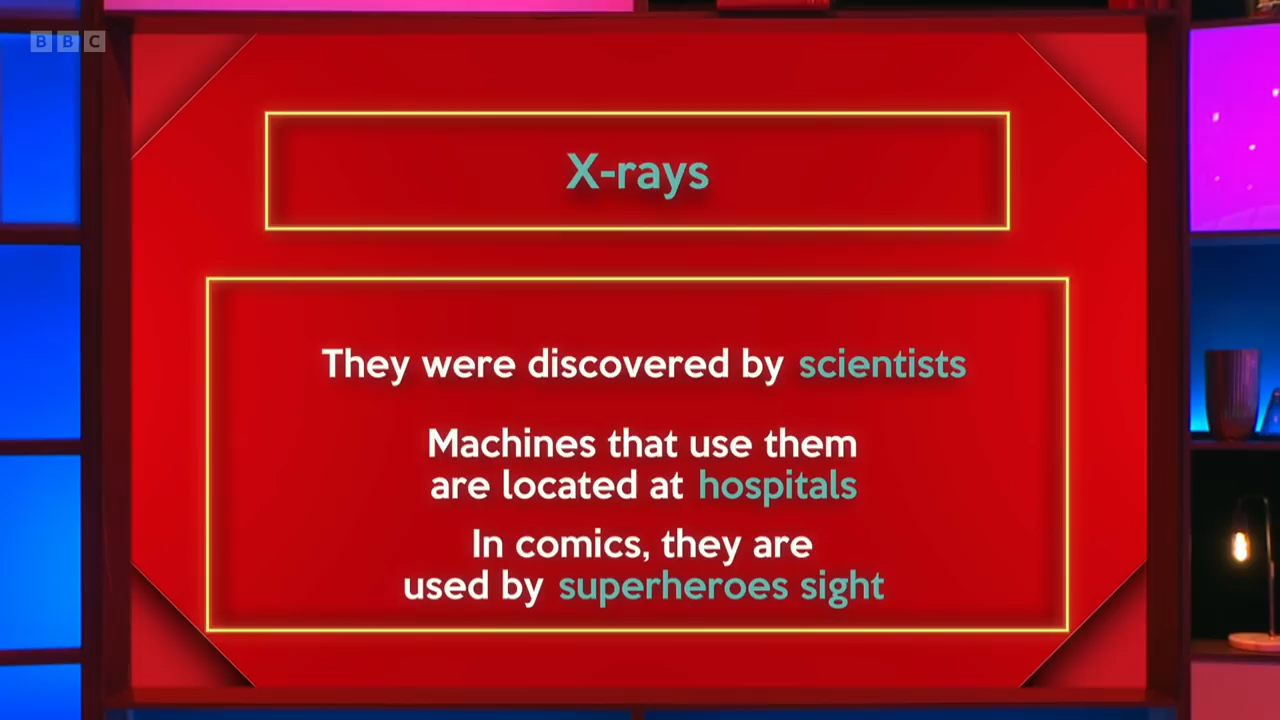 BBC
X-rays
They were discovered by scientists
Machines that use them
are located at hospitals
In comics, they are
used by superheroes sight